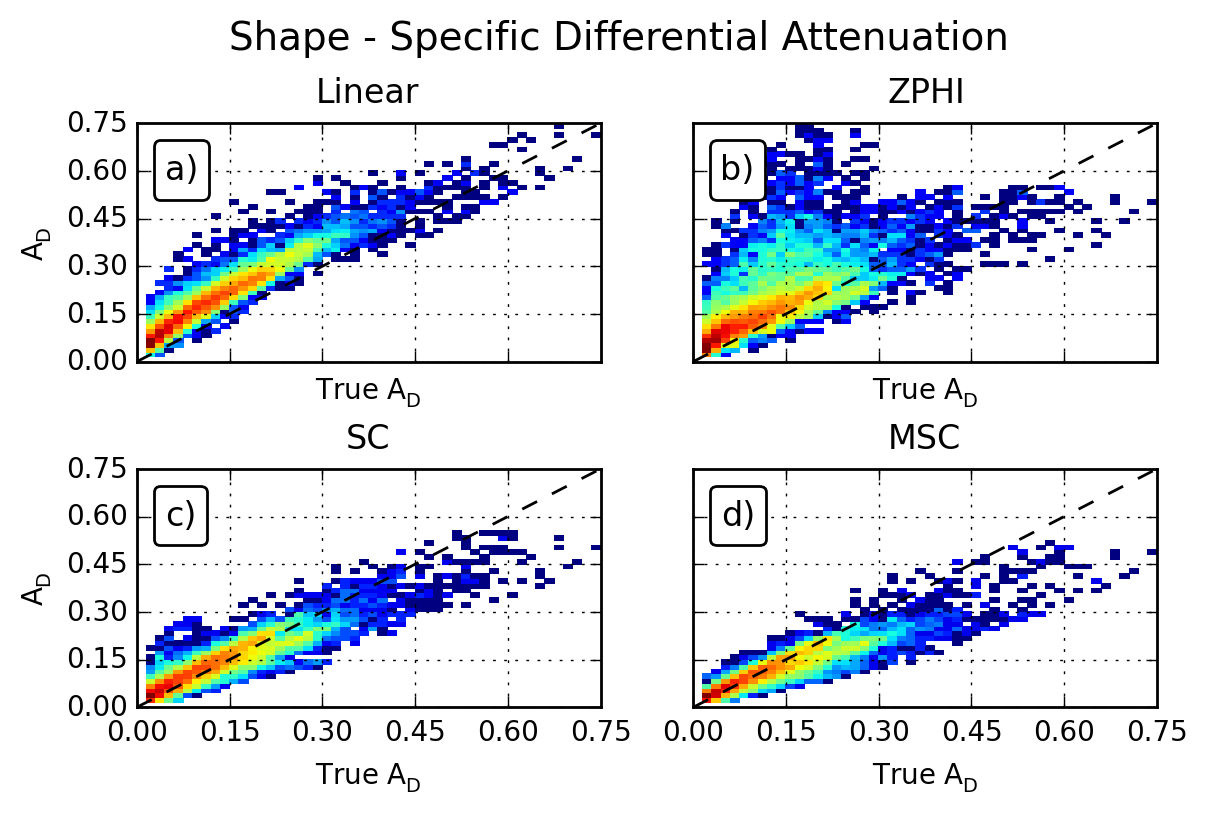 Shape - Specific Differential Attenuation
Linear
ZPHI
0.75
0.60
0.45
0.30
0.15
0.00
A_D
a)
b)
True A_D
True A_D
SC
MSC
0.75
0.60
0.45
0.30
0.15
0.00
A_D
c)
d)
0.00 0.15 0.30 0.45 0.60 0.75
0.00 0.15 0.30 0.45 0.60 0.75
True A_D
True A_D